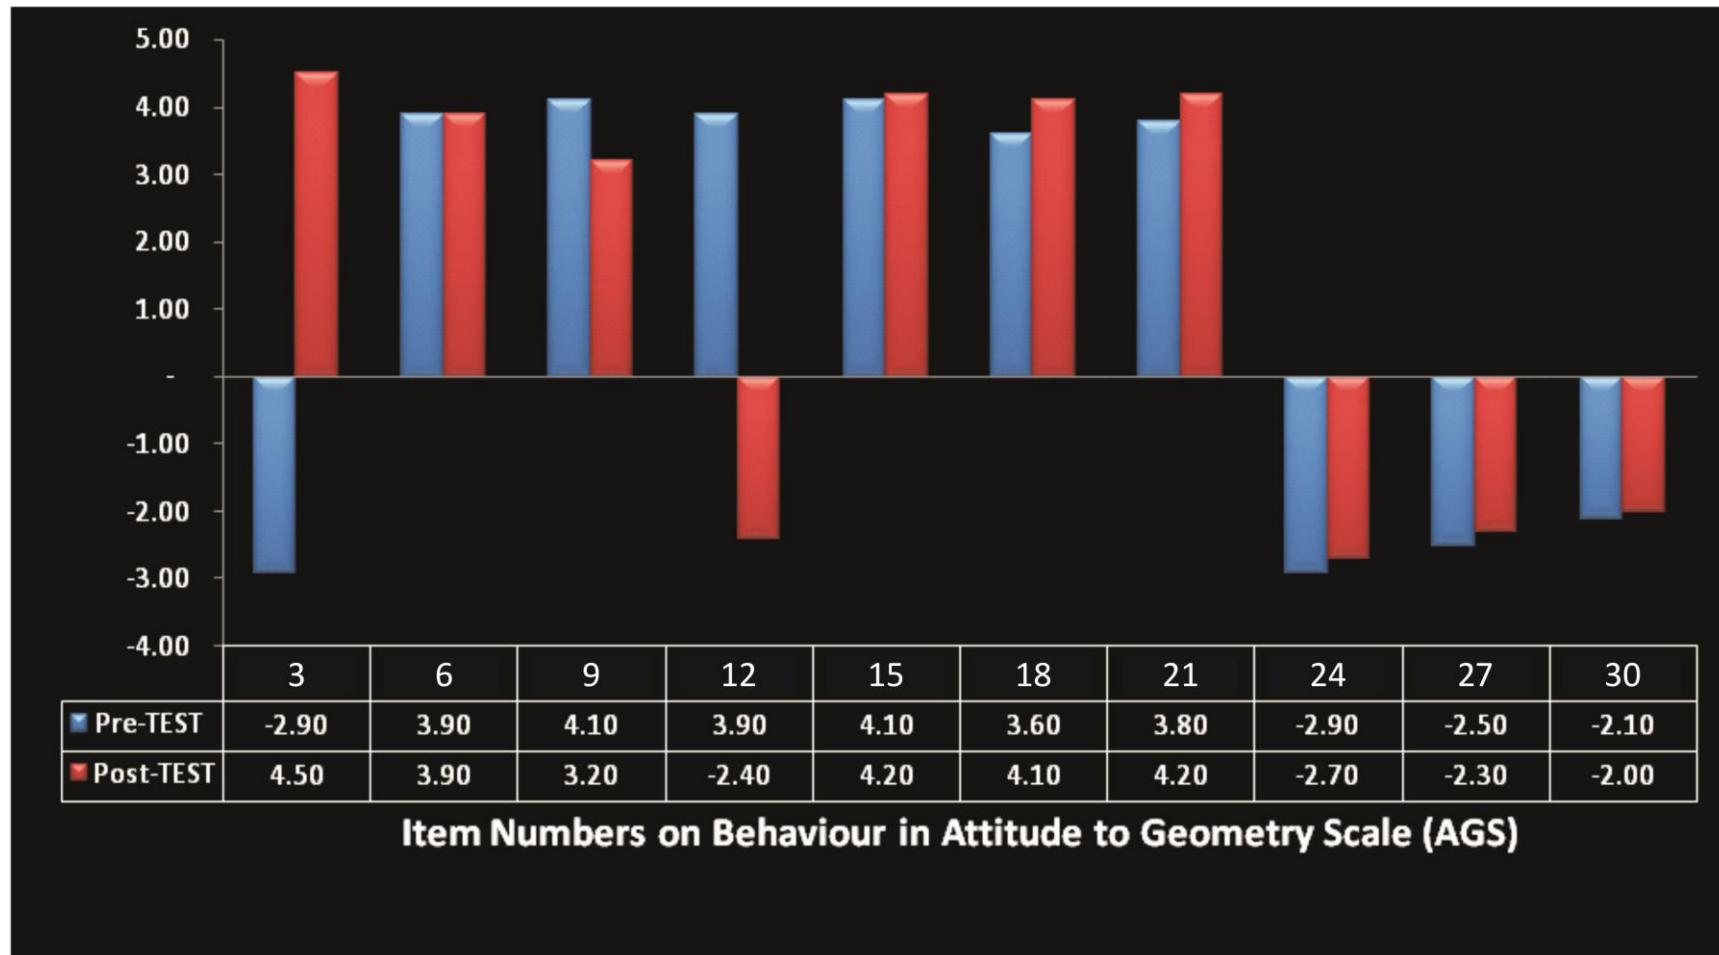 5.00
4.00
3.00
2.00
1.00
-
-1.00
-2.00
-3.00
-4.00
3 6 9 12 15 18 21 24 27 30
Pre-TEST -2.90 3.90 4.10 3.90 4.10 3.60 3.80 -2.90 -2.50 -2.10
Post-TEST 4.50 3.90 3.20 -2.40 4.20 4.10 4.20 -2.70 -2.30 -2.00
Item Numbers on Behaviour in Attitude to Geometry Scale (AGS)